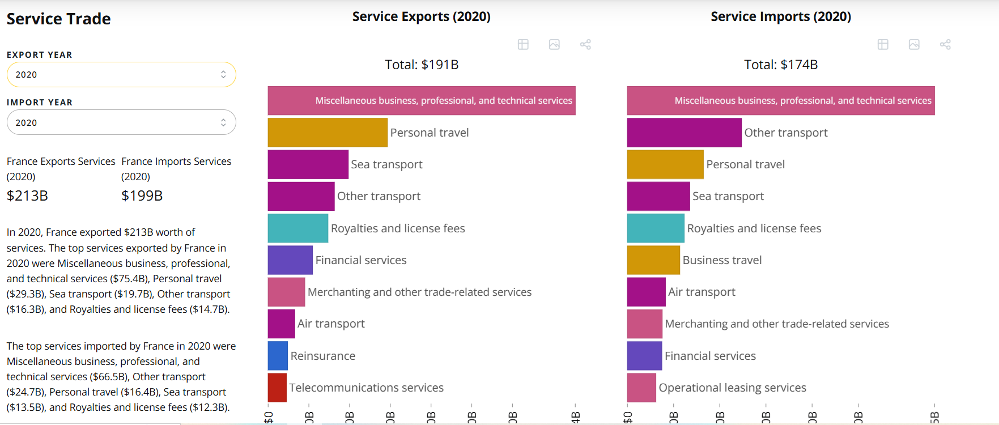 Service Trade
EXPORT YEAR
2020
IMPORT YEAR
2020
France Exports Services
(2020)
$213B
France Imports Services
(2020)
$199B
In 2020, France exported $213B worth of
services. The top services exported by France in
2020 were Miscellaneous business, professional,
and technical services ($75.4B), Personal travel
($29.3B), Sea transport ($19.7B), Other transport
($16.3B), and Royalties and license fees ($14.7B).
The top services imported by France in 2020 were
Miscellaneous business, professional, and
technical services ($66.5B), Other transport
($24.7B), Personal travel ($16.4B), Sea transport
($13.5B), and Royalties and license fees ($12.3B).
Service Exports (2020)
Total: $191B
Miscellaneous business, professional, and technical services
Personal travel
Sea transport
Other transport
Royalties and license fees
Financial services
Merchanting and other trade-related services
Air transport
Reinsurance
Telecommunications services
$0
Service Imports (2020)
Total: $174B
Miscellaneous business, professional, and technical services
Other transport
Personal travel
Sea transport
Royalties and license fees
Business travel
Air transport
Merchanting and other trade-related services
Financial services
Operational leasing services
$0